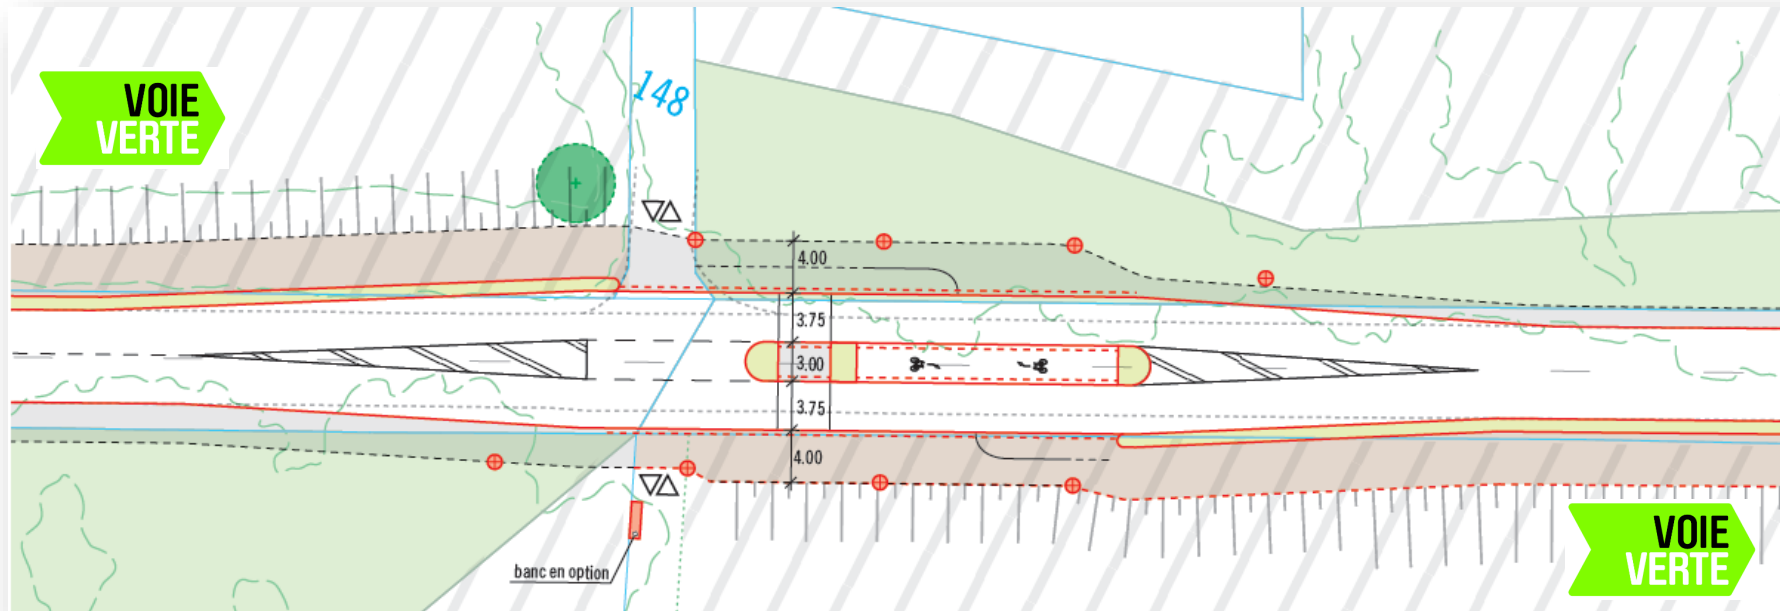 VOIE
VERTE
148
4.00
3.75
3.00
3.75
4.00
banc en option
VOIE
VERTE